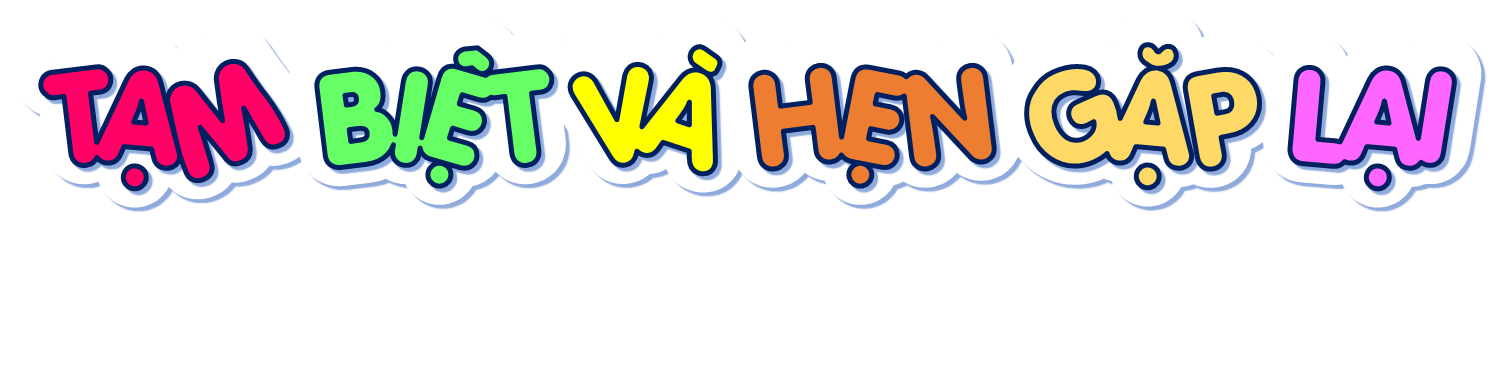 TẠM BIỆT VÀ HẸN GẶP LẠI